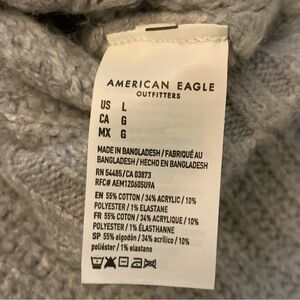 AMERICAN EAGLE
OUTFITTERS
US L
CA G
MX G
MADE IN BANGLADESH / FABRIQUÉ AU
BANGLADESH / HECHO EN BANGLADESH
RN 54485/CA 03873
RFC# AEM12060509A
EN 55% COTTON / 34% ACRYLIC / 10%
POLYESTER / 1% ELASTANE
FR 55% COTON / 34% ACRYLIQUE / 10%
POLYESTER / 1% ÉLASTHANNE
SP 55% algodón / 34% acrílico / 10%
poliéster / 1% elastano